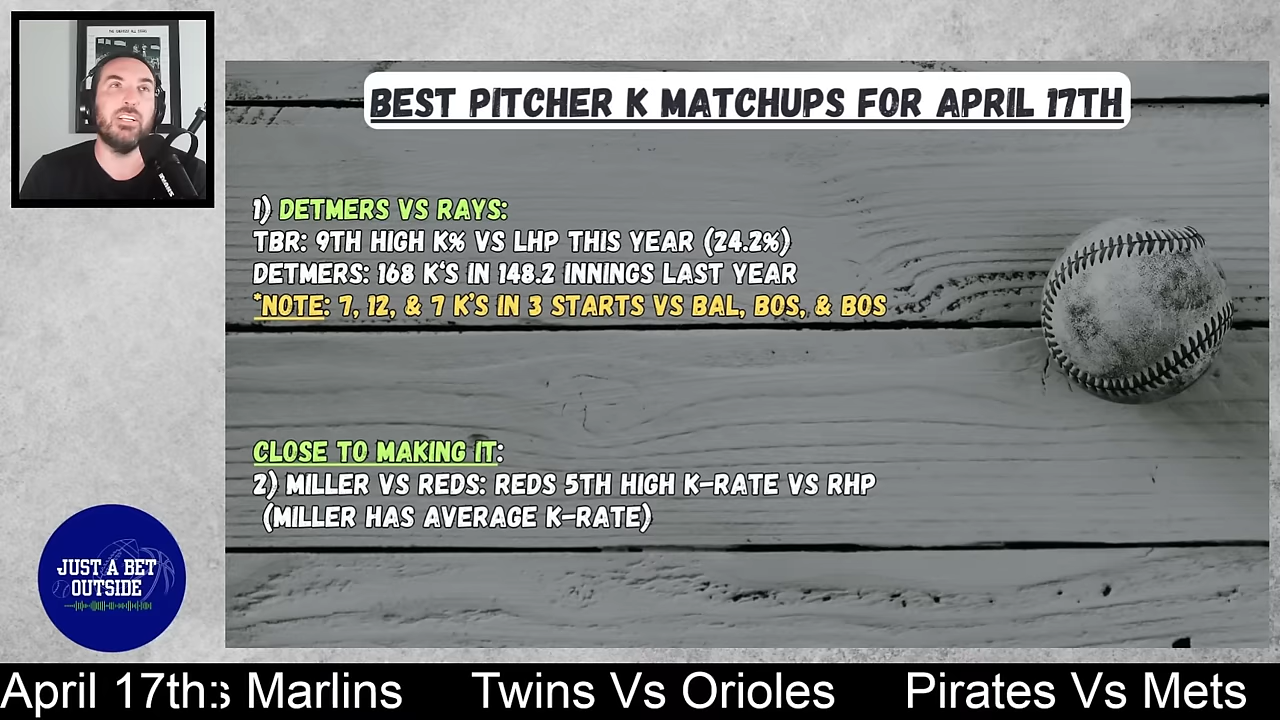 BEST PITCHER K MATCHUPS FOR APRIL 17TH
1) DETMERS VS RAYS:
TBR: 9TH HIGH K% VS LHP THIS YEAR (24.2%)
DETMERS: 168 K'S IN 148.2 INNINGS LAST YEAR
*NOTE: 7, 12, & 7 K'S IN 3 STARTS VS BAL, BOS, & BOS
CLOSE TO MAKING IT:
2) MILLER VS REDS: REDS 5TH HIGH K-RATE VS RHP
(MILLER HAS AVERAGE K-RATE)
JUST A BET
OUTSIDE
April 17th:s Marlins Twins Vs Orioles Pirates Vs Mets